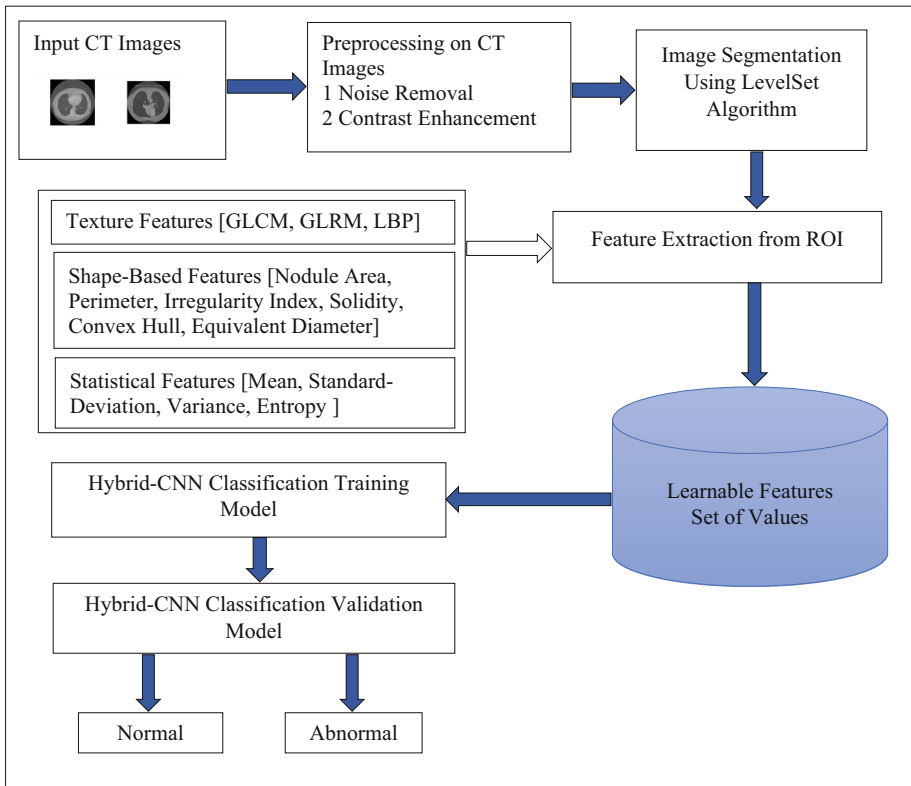 Input CT Images
Preprocessing on CT
Images
1 Noise Removal
2 Contrast Enhancement
Image Segmentation
Using LevelSet
Algorithm
Texture Features [GLCM, GLRM, LBP]
Shape-Based Features [Nodule Area,
Perimeter, Irregularity Index, Solidity,
Convex Hull, Equivalent Diameter]
Statistical Features [Mean, Standard-
Deviation, Variance, Entropy ]
Feature Extraction from ROI
Learnable Features
Set of Values
Hybrid-CNN Classification Training
Model
Hybrid-CNN Classification Validation
Model
Normal
Abnormal